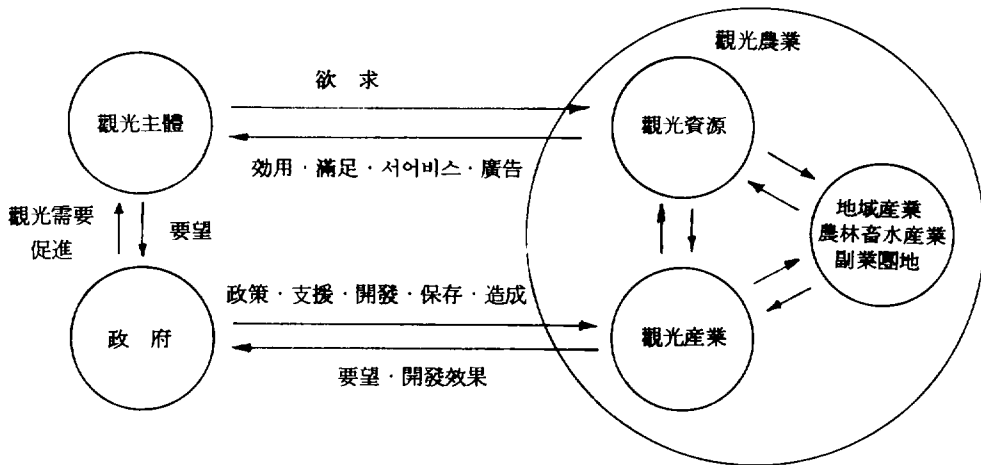 觀光農業
欲 求
觀光主體
觀光資源
効用·滿足·서어비스·廣告
地域産業
農林畜水産業
副業團地
觀光需要
促進
要望
政策·支援·開發·保存·造成
政 府
觀光産業
要望·開發效果